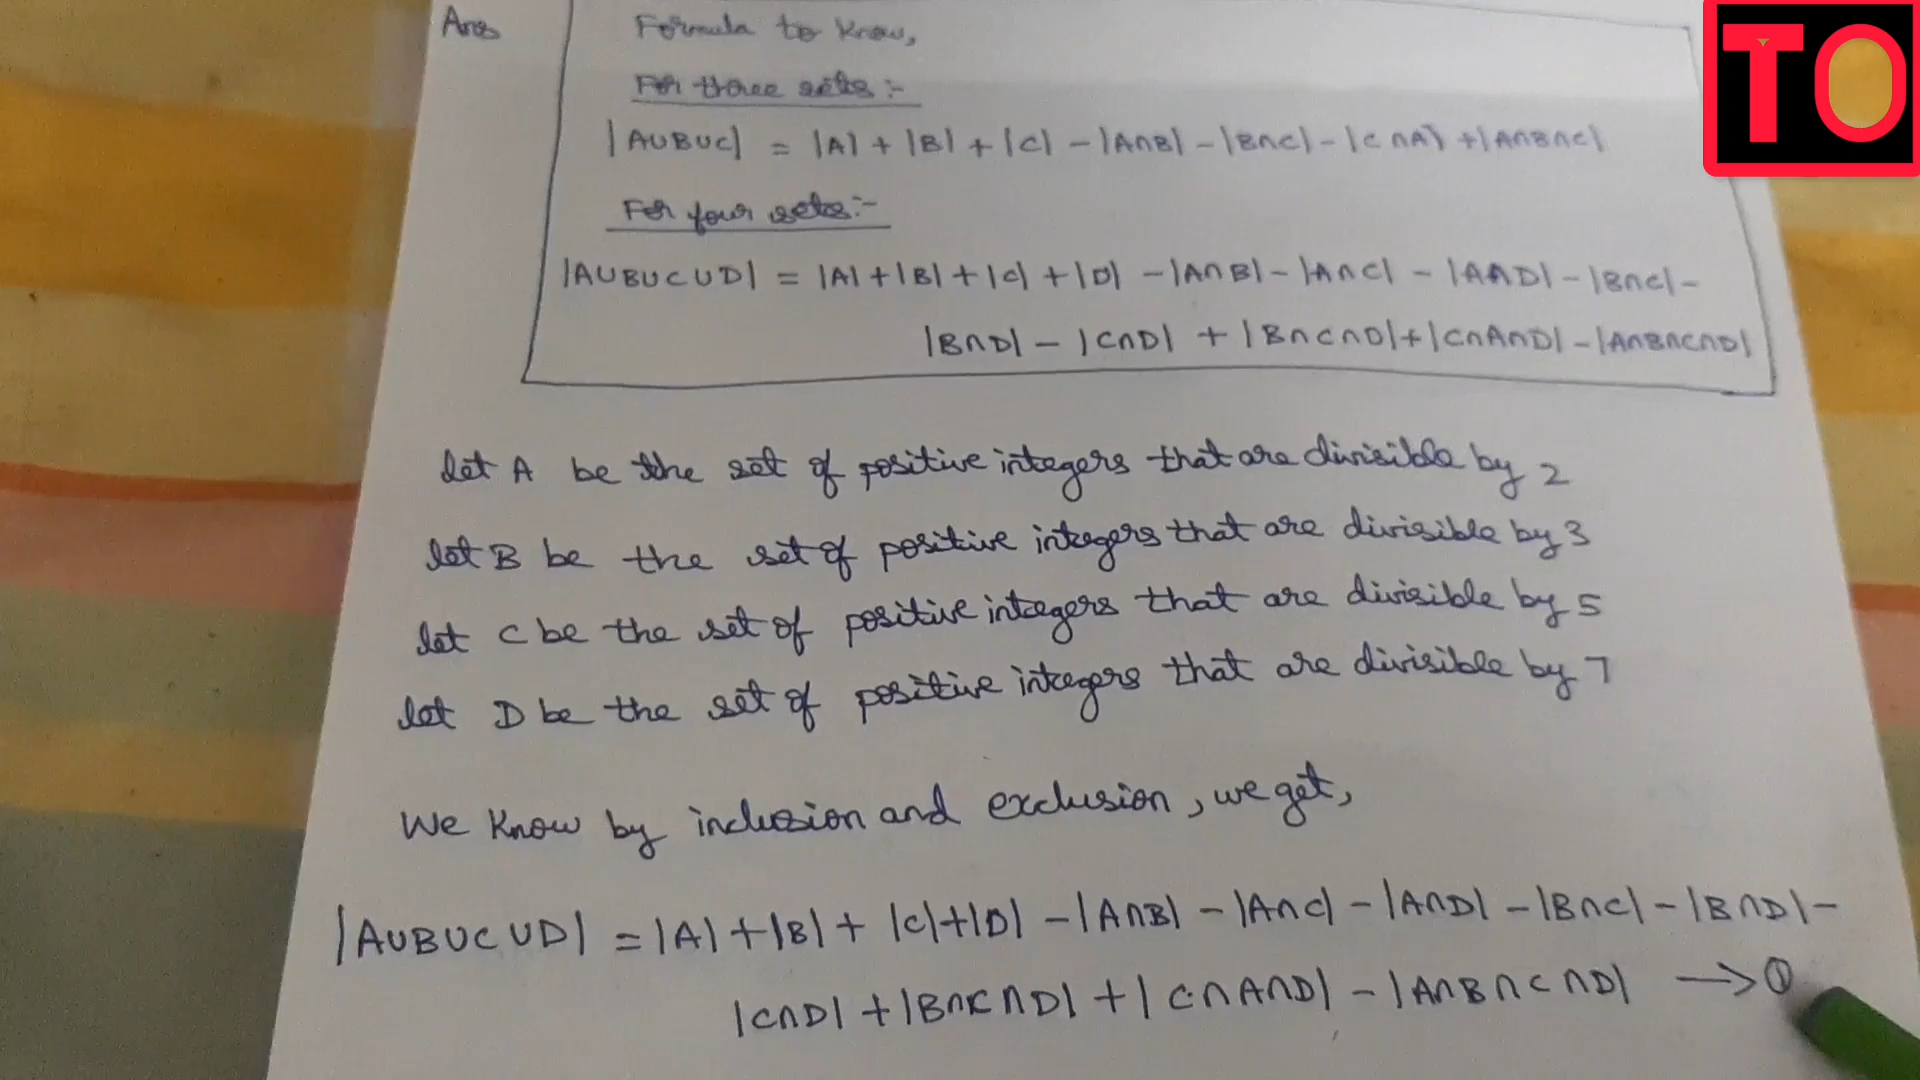 TO
Ans
Formula to know,
For three sets :-
|A∪B∪C| = |A| + |B| + |C| - |A∩B| - |B∩C| - |C∩A| + |A∩B∩C|
For four sets:-
|A∪B∪C∪D| = |A| + |B| + |C| + |D| - |A∩B| - |A∩C| - |A∩D| - |B∩C| -
|B∩D| - |C∩D| + |B∩C∩D| + |C∩A∩D| - |A∩B∩C∩D|
let A be the set of positive integers that are divisible by 2
let B be the set of positive integers that are divisible by 3
let C be the set of positive integers that are divisible by 5
let D be the set of positive integers that are divisible by 7
We know by inclusion and exclusion, we get,
|A∪B∪C∪D| = |A| + |B| + |C| + |D| - |A∩B| - |A∩C| - |A∩D| - |B∩C| - |B∩D| -
|C∩D| + |B∩C∩D| + |C∩A∩D| - |A∩B∩C∩D| → ①